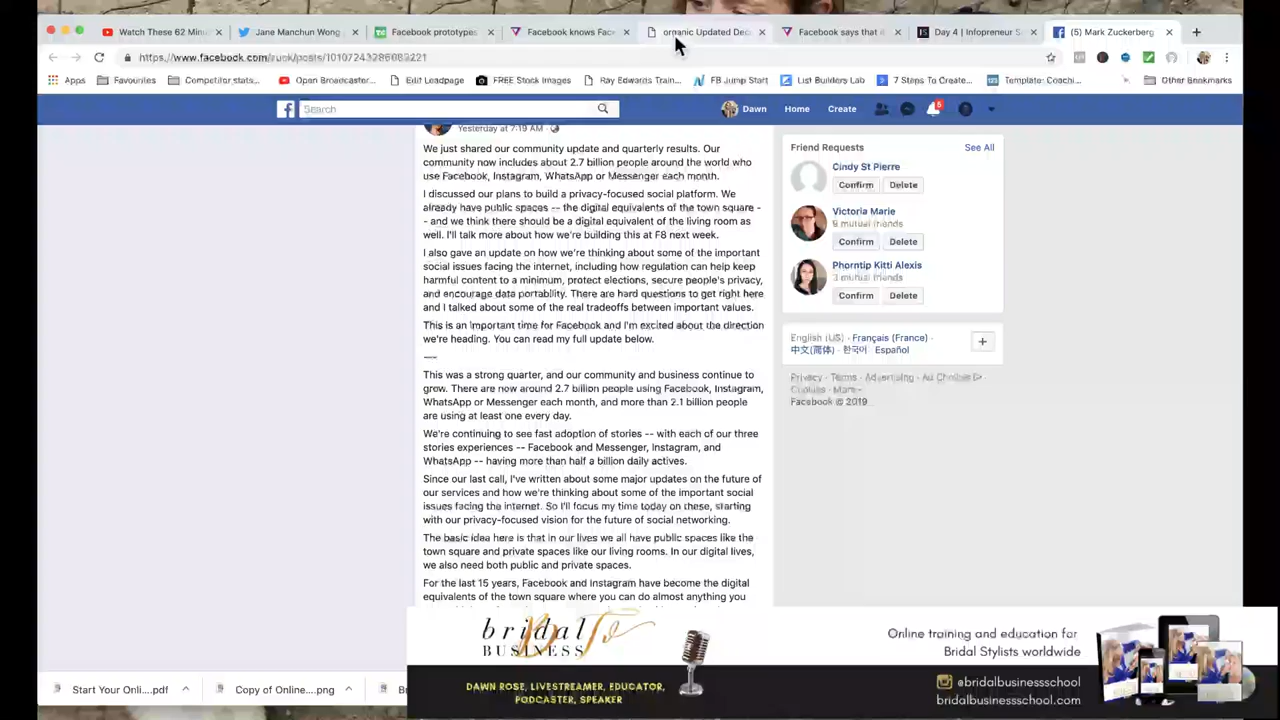 Watch These 62 Minu
Jane Manchun Wong
Facebook prototypes
Facebook knows Face
organic Updated Dec
Facebook says that it
Day 4 | Infopreneur S
(5) Mark Zuckerberg
Apps
Favourites
Competitor.stats...
Open Broadcaster...
Edit Leadpage
FREE Stock Images
Ray Edwards Train...
FB Jump Start
List Builders Lab
7 Steps To Create...
Template: Coachi...
Other Bookmarks
Search
Dawn
Home
Create
5
Yesterday at 7:19 AM ·
We just shared our community update and quarterly results. Our
community now includes about 2.7 billion people around the world who
use Facebook, Instagram, WhatsApp or Messenger each month.
I discussed our plans to build a privacy-focused social platform. We
already have public spaces -- the digital equivalents of the town square -
- and we think there should be a digital equivalent of the living room as
well. I'll talk more about how we're building this at F8 next week.
I also gave an update on how we're thinking about some of the important
social issues facing the internet, including how regulation can help keep
harmful content to a minimum, protect elections, secure people's privacy,
and encourage data portability. There are hard questions to get right here
and I talked about some of the real tradeoffs between important values.
This is an important time for Facebook and I'm excited about the direction
we're heading. You can read my full update below.
—
This was a strong quarter, and our community and business continue to
grow. There are now around 2.7 billion people using Facebook, Instagram,
WhatsApp or Messenger each month, and more than 2.1 billion people
are using at least one every day.
We're continuing to see fast adoption of stories -- with each of our three
stories experiences -- Facebook and Messenger, Instagram, and
WhatsApp -- having more than half a billion daily actives.
Since our last call, I've written about some major updates on the future of
our services and how we're thinking about some of the important social
issues facing the internet. So I'll focus my time today on these, starting
with our privacy-focused vision for the future of social networking.
The basic idea here is that in our lives we all have public spaces like the
town square and private spaces like our living rooms. In our digital lives,
we also need both public and private spaces.
For the last 15 years, Facebook and Instagram have become the digital
equivalents of the town square where you can do almost anything you
Friend Requests
See All
Cindy St Pierre
Confirm Delete
Victoria Marie
mutual friends
Confirm Delete
Phorntip Kitti Alexis
3 mutual friends
Confirm Delete
English (US) · Français (France) ·
中文(简体) · 한국어 · Español
Privacy · Terms · Advertising · Ad Choices ·
Cookies · More
Facebook © 2019
Start Your Onli....pdf
Copy of Online....png
bridal
BUSINESS
DAWN ROSE, LIVESTREAMER, EDUCATOR,
PODCASTER, SPEAKER
Online training and education for
Bridal Stylists worldwide
@bridalbusinessschool
bridalbusinessschool.com